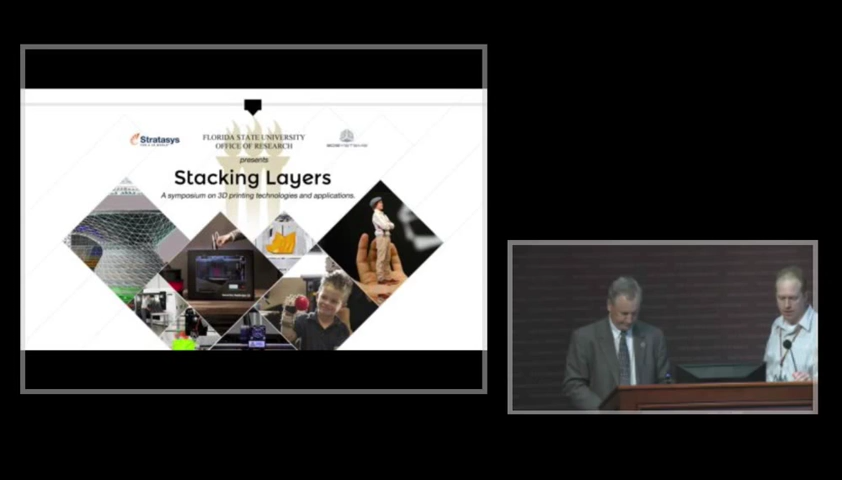 Stratasys
FLORIDA STATE UNIVERSITY
OFFICE OF RESEARCH
presents
Stacking Layers
A symposium on 3D printing technologies and applications.